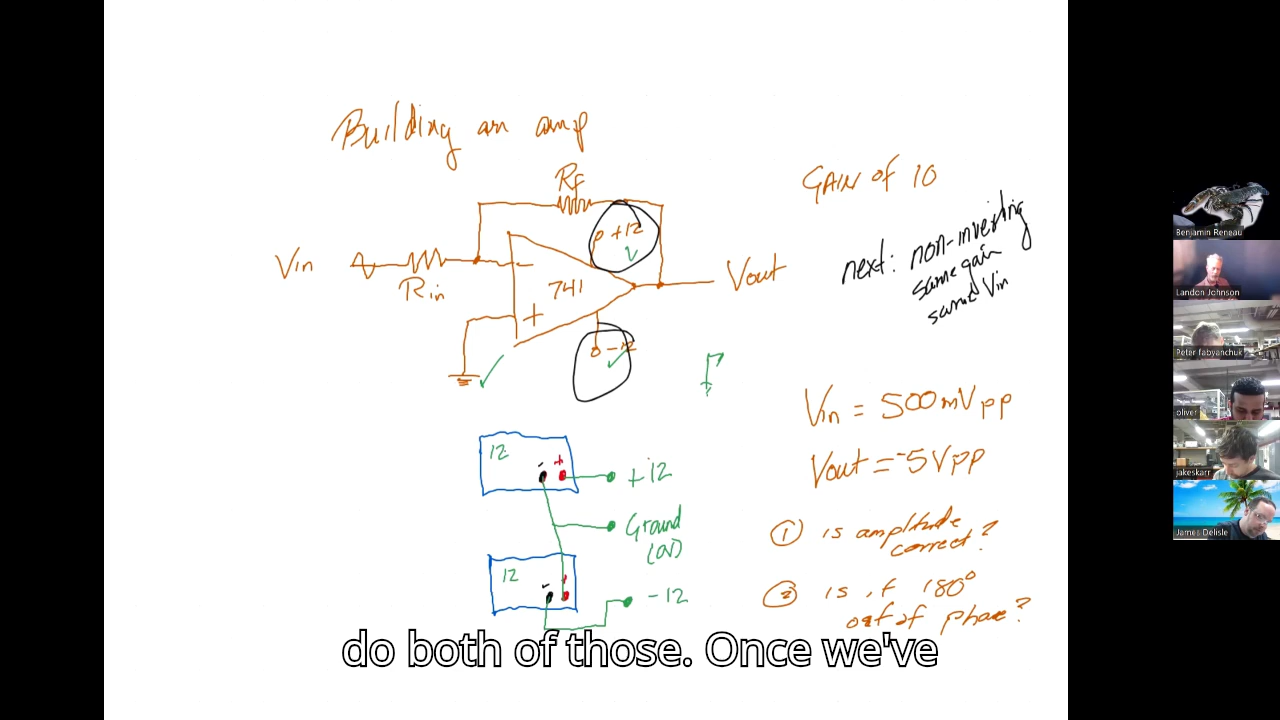 Building an amp
Rf
GAIN of 10
+12
next: non-inverting
same gain
same Vin
Vin
Rin
-
741
Vout
+
-12
Vin = 500mVpp
Vout = -5Vpp
12
- +
+12
Ground
(0V)
12
- +
-12
1 is amplitude
correct?
2 is it 180°
out of phase?
do both of those. Once we've
Benjamin Reneau
Landon Johnson
Peter fabyanchuk
oliver
jakeskarr
James Delisle